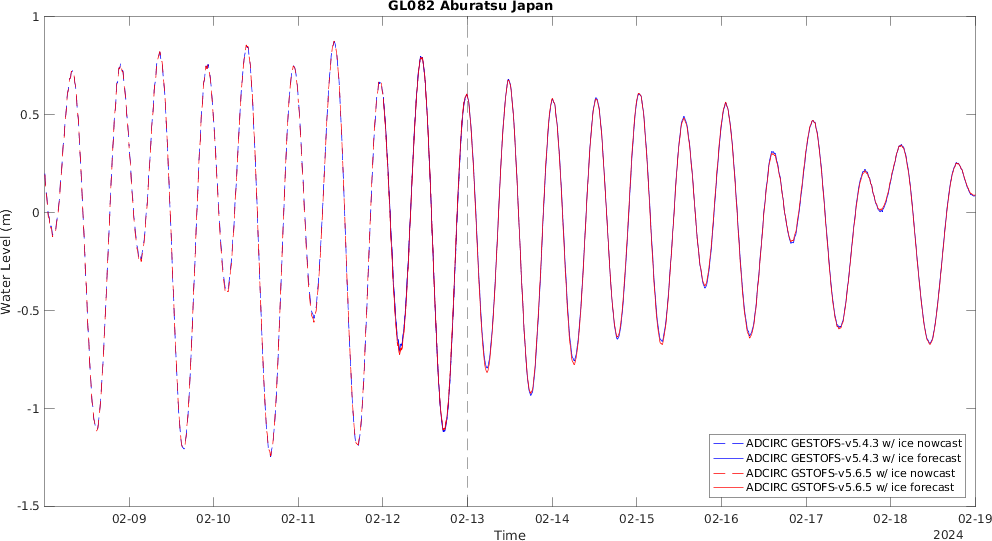 GL082 Aburatsu Japan
1
0.5
0
-0.5
-1
-1.5
Water Level (m)
02-09 02-10 02-11 02-12 02-13 02-14 02-15 02-16 02-17 02-18 02-19
Time
2024
ADCIRC GESTOFS-v5.4.3 w/ ice nowcast
ADCIRC GESTOFS-v5.4.3 w/ ice forecast
ADCIRC GSTOFS-v5.6.5 w/ ice nowcast
ADCIRC GSTOFS-v5.6.5 w/ ice forecast